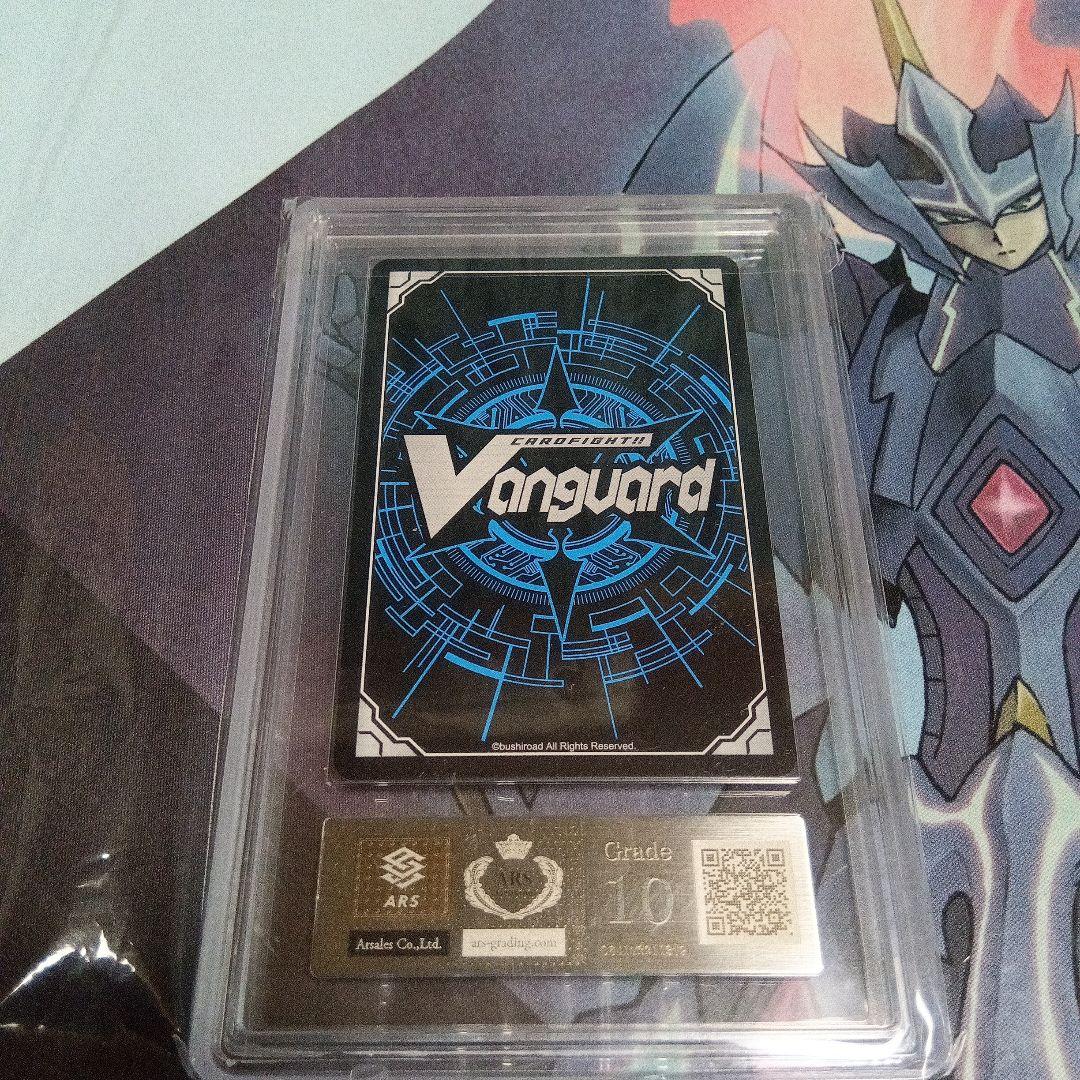 CARDFIGHT!!
Vanguard
©bushiroad All Rights Reserved.
ARS
Arsales Co.,Ltd.
ARS
ars-grading.com
Grade
10